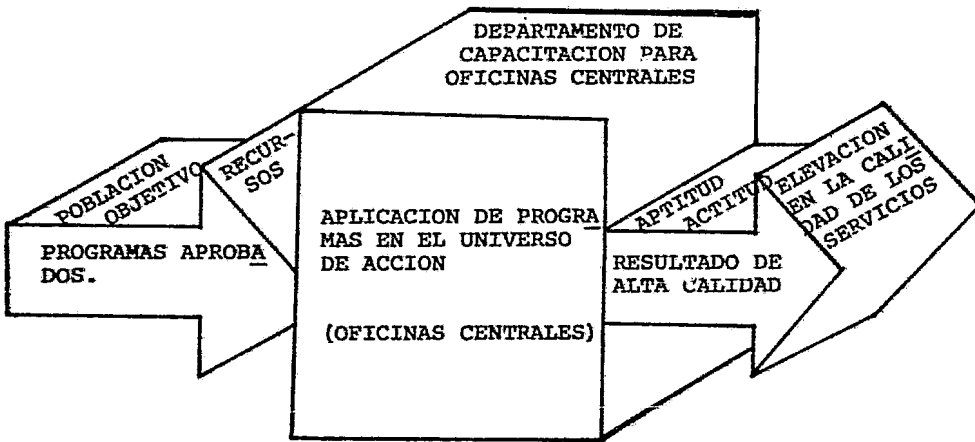 DEPARTAMENTO DE
CAPACITACION PARA
OFICINAS CENTRALES
POBLACION
OBJETIVO
RECUR-
SOS
PROGRAMAS APROBA
DOS.
APLICACION DE PROGRA
MAS EN EL UNIVERSO
DE ACCION
(OFICINAS CENTRALES)
APTITUD
ACTITUD
RESULTADO DE
ALTA CALIDAD
ELEVACION
EN LA CALI
DAD DE LOS
SERVICIOS